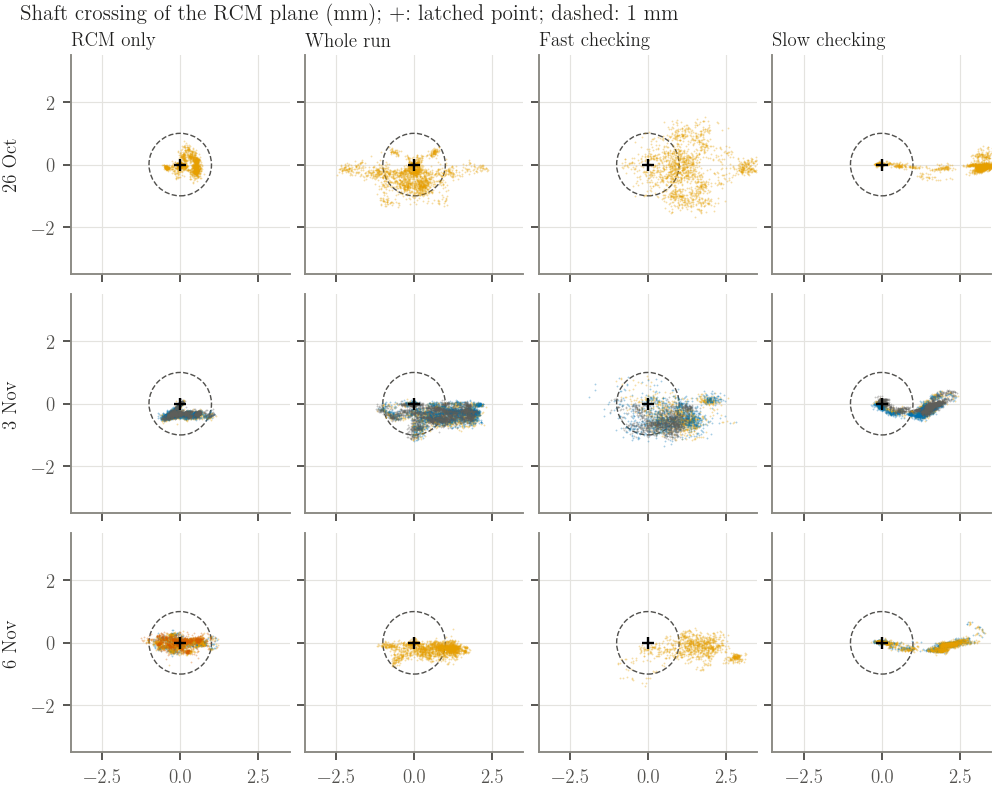 Shaft crossing of the RCM plane (mm); +: latched point; dashed: 1 mm
RCM only Whole run Fast checking Slow checking
26 Oct
2
0
−2
3 Nov
2
0
−2
6 Nov
2
0
−2
−2.5 0.0 2.5 −2.5 0.0 2.5 −2.5 0.0 2.5 −2.5 0.0 2.5